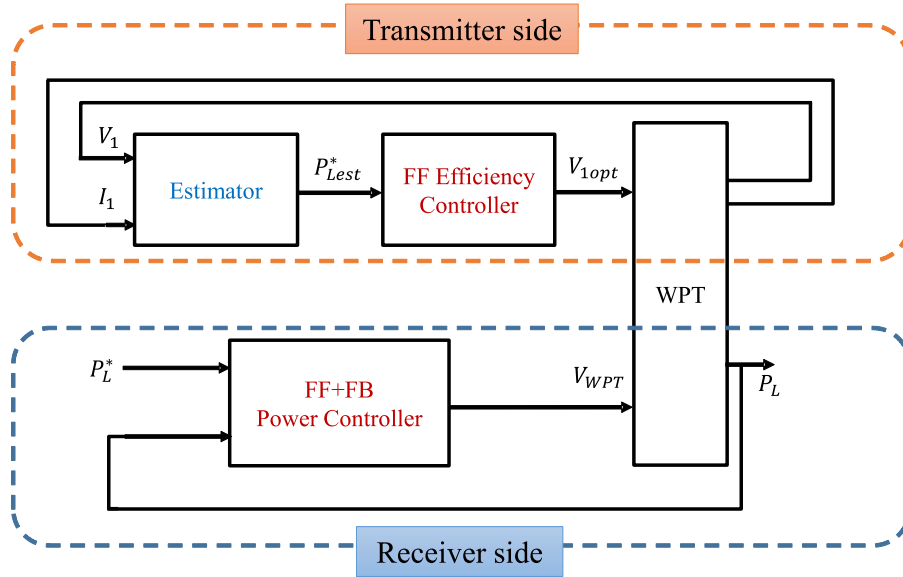 Transmitter side
V₁
I₁
Estimator
P*Lest
FF Efficiency
Controller
V₁opt
WPT
P*L
FF+FB
Power Controller
VWPT
PL
Receiver side